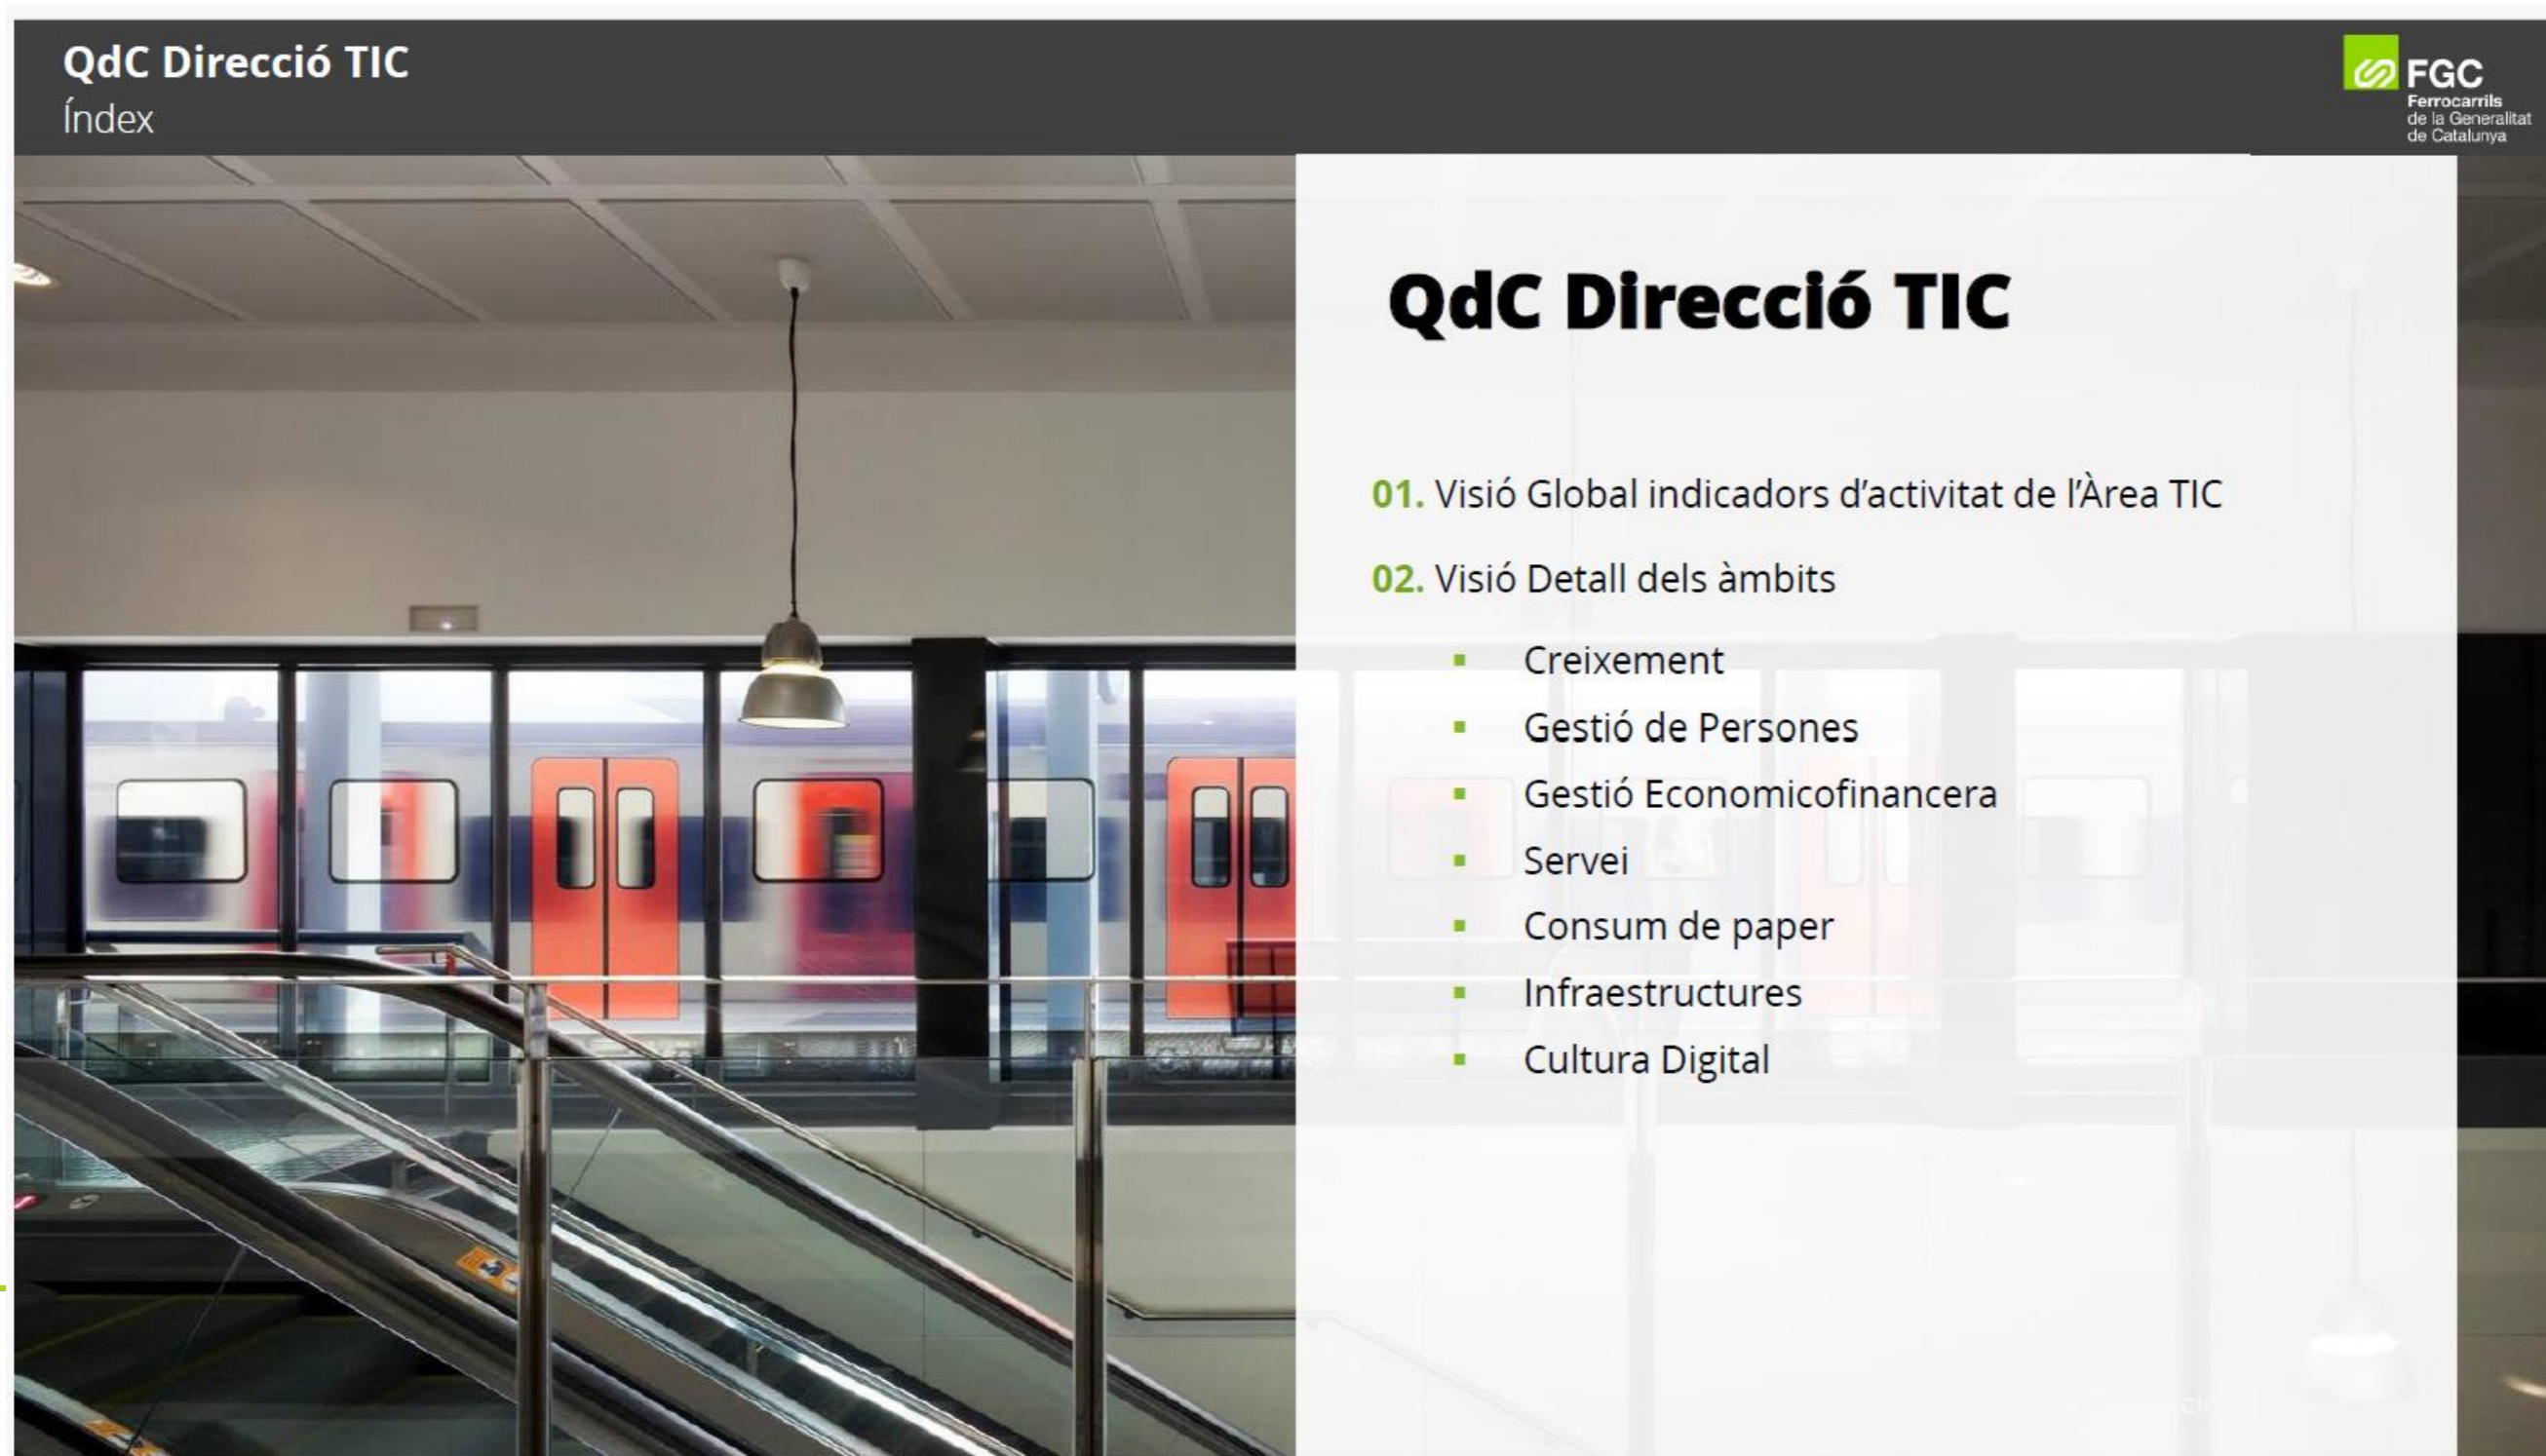 QdC Direcció TIC
Índex
FGC
Ferrocarrils
de la Generalitat
de Catalunya
QdC Direcció TIC
01. Visió Global indicadors d’activitat de l’Àrea TIC
02. Visió Detall dels àmbits
▪ Creixement
▪ Gestió de Persones
▪ Gestió Economicofinancera
▪ Servei
▪ Consum de paper
▪ Infraestructures
▪ Cultura Digital